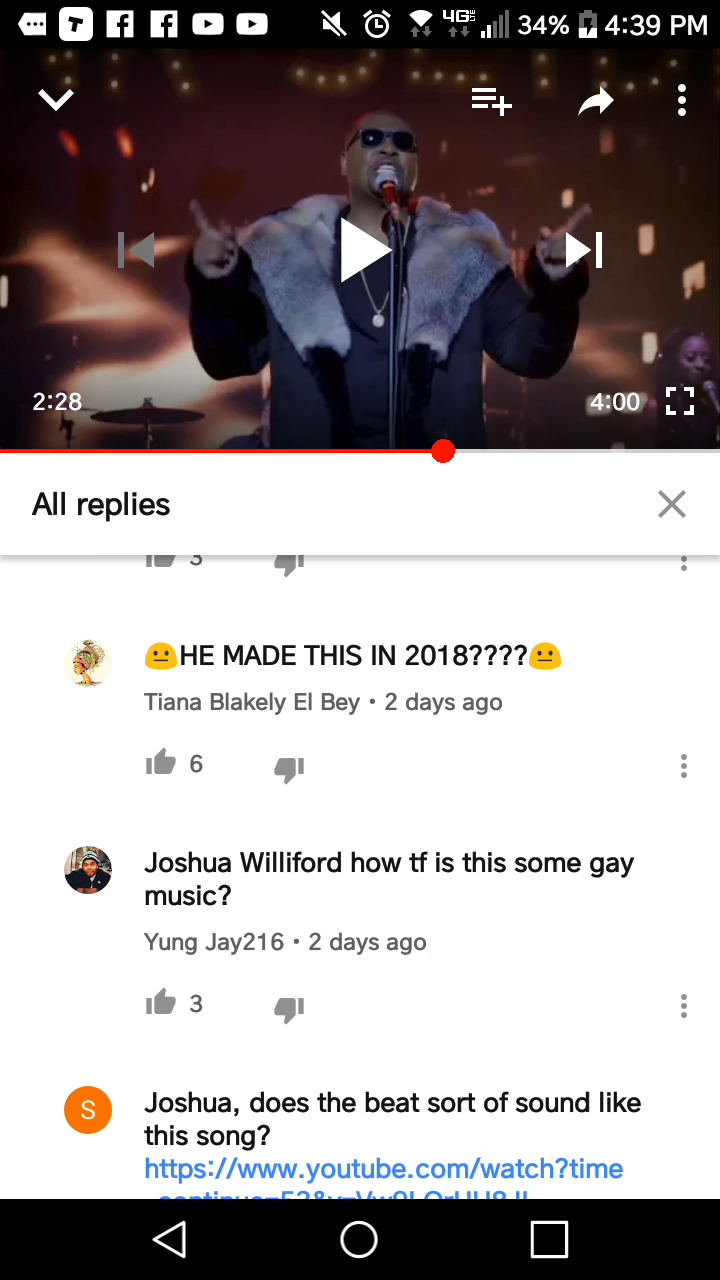 4G LTE 34% 4:39 PM
2:28
4:00
All replies
3
😐HE MADE THIS IN 2018????😐
Tiana Blakely El Bey • 2 days ago
6
Joshua Williford how tf is this some gay
music?
Yung Jay216 • 2 days ago
3
S
Joshua, does the beat sort of sound like
this song?
https://www.youtube.com/watch?time